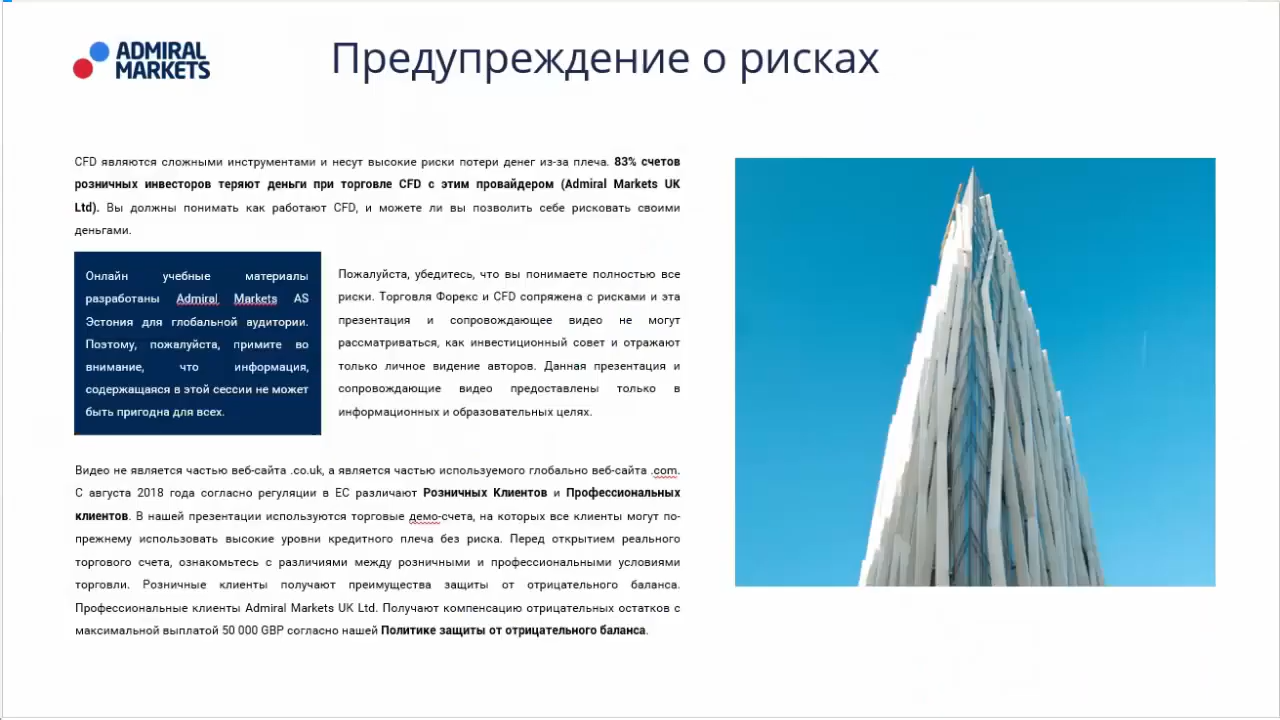 ADMIRAL
MARKETS
Предупреждение о рисках
CFD являются сложными инструментами и несут высокие риски потери денег из-за плеча. 83% счетов
розничных инвесторов теряют деньги при торговле CFD с этим провайдером (Admiral Markets UK
Ltd). Вы должны понимать как работают CFD, и можете ли вы позволить себе рисковать своими
деньгами.
Онлайн учебные материалы
разработаны Admiral Markets AS
Эстония для глобальной аудитории.
Поэтому, пожалуйста, примите во
внимание, что информация,
содержащаяся в этой сессии не может
быть пригодна для всех.
Пожалуйста, убедитесь, что вы понимаете полностью все
риски. Торговля Форекс и CFD сопряжена с рисками и эта
презентация и сопровождающее видео не могут
рассматриваться, как инвестиционный совет и отражают
только личное видение авторов. Данная презентация и
сопровождающие видео предоставлены только в
информационных и образовательных целях.
Видео не является частью веб-сайта .co.uk, а является частью используемого глобально веб-сайта .com.
С августа 2018 года согласно регуляции в ЕС различают Розничных Клиентов и Профессиональных
клиентов. В нашей презентации используются торговые демо-счета, на которых все клиенты могут по-
прежнему использовать высокие уровни кредитного плеча без риска. Перед открытием реального
торгового счета, ознакомьтесь с различиями между розничными и профессиональными условиями
торговли. Розничные клиенты получают преимущества защиты от отрицательного баланса.
Профессиональные клиенты Admiral Markets UK Ltd. Получают компенсацию отрицательных остатков с
максимальной выплатой 50 000 GBP согласно нашей Политике защиты от отрицательного баланса.